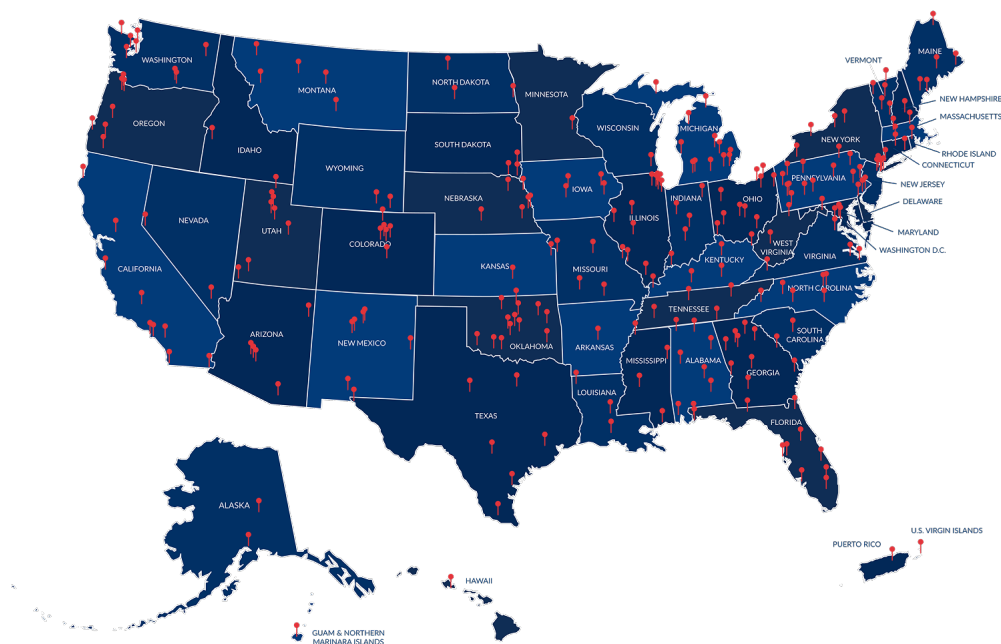 WASHINGTON
OREGON
IDAHO
MONTANA
WYOMING
NEVADA
UTAH
COLORADO
CALIFORNIA
ARIZONA
NEW MEXICO
NORTH DAKOTA
SOUTH DAKOTA
NEBRASKA
KANSAS
OKLAHOMA
TEXAS
MINNESOTA
IOWA
MISSOURI
ARKANSAS
LOUISIANA
WISCONSIN
ILLINOIS
MICHIGAN
INDIANA
OHIO
KENTUCKY
TENNESSEE
MISSISSIPPI
ALABAMA
GEORGIA
FLORIDA
SOUTH
CAROLINA
NORTH CAROLINA
VIRGINIA
WEST
VIRGINIA
PENNSYLVANIA
NEW YORK
VERMONT
MAINE
NEW HAMPSHIRE
MASSACHUSETTS
RHODE ISLAND
CONNECTICUT
NEW JERSEY
DELAWARE
MARYLAND
WASHINGTON D.C.
ALASKA
HAWAII
GUAM & NORTHERN
MARINARA ISLANDS
PUERTO RICO
U.S. VIRGIN ISLANDS